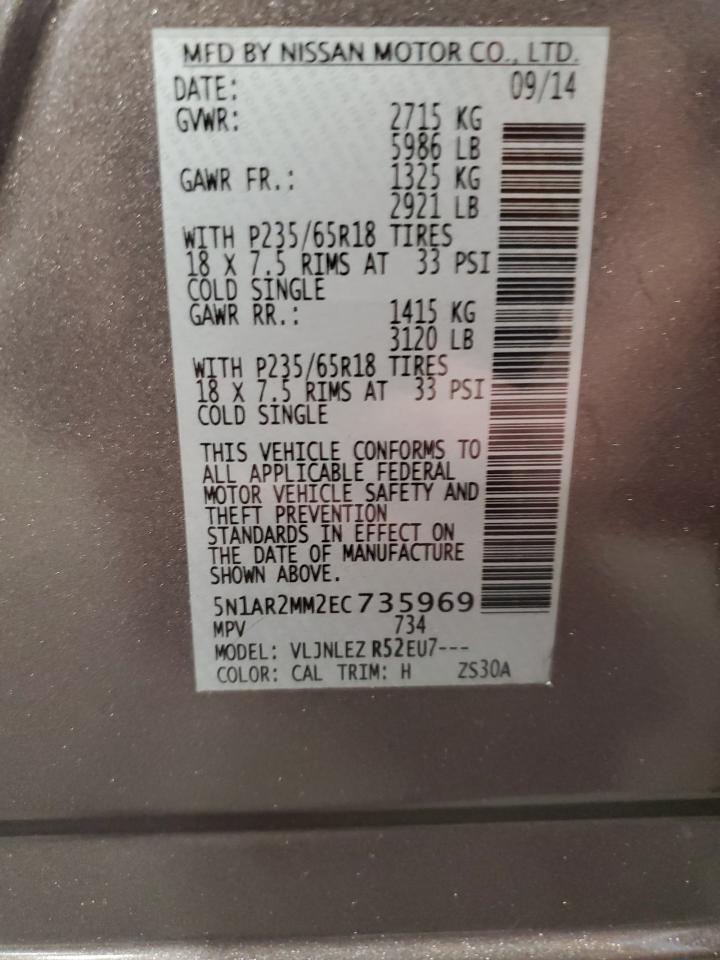 MFD BY NISSAN MOTOR CO., LTD.
DATE: 09/14
GVWR: 2715 KG
5986 LB
GAWR FR.: 1325 KG
2921 LB
WITH P235/65R18 TIRES
18 X 7.5 RIMS AT 33 PSI
COLD SINGLE
GAWR RR.: 1415 KG
3120 LB
WITH P235/65R18 TIRES
18 X 7.5 RIMS AT 33 PSI
COLD SINGLE
THIS VEHICLE CONFORMS TO
ALL APPLICABLE FEDERAL
MOTOR VEHICLE SAFETY AND
THEFT PREVENTION
STANDARDS IN EFFECT ON
THE DATE OF MANUFACTURE
SHOWN ABOVE.
5N1AR2MM2EC735969
MPV 734
MODEL: VLJNLEZ R52EU7---
COLOR: CAL TRIM: H ZS30A